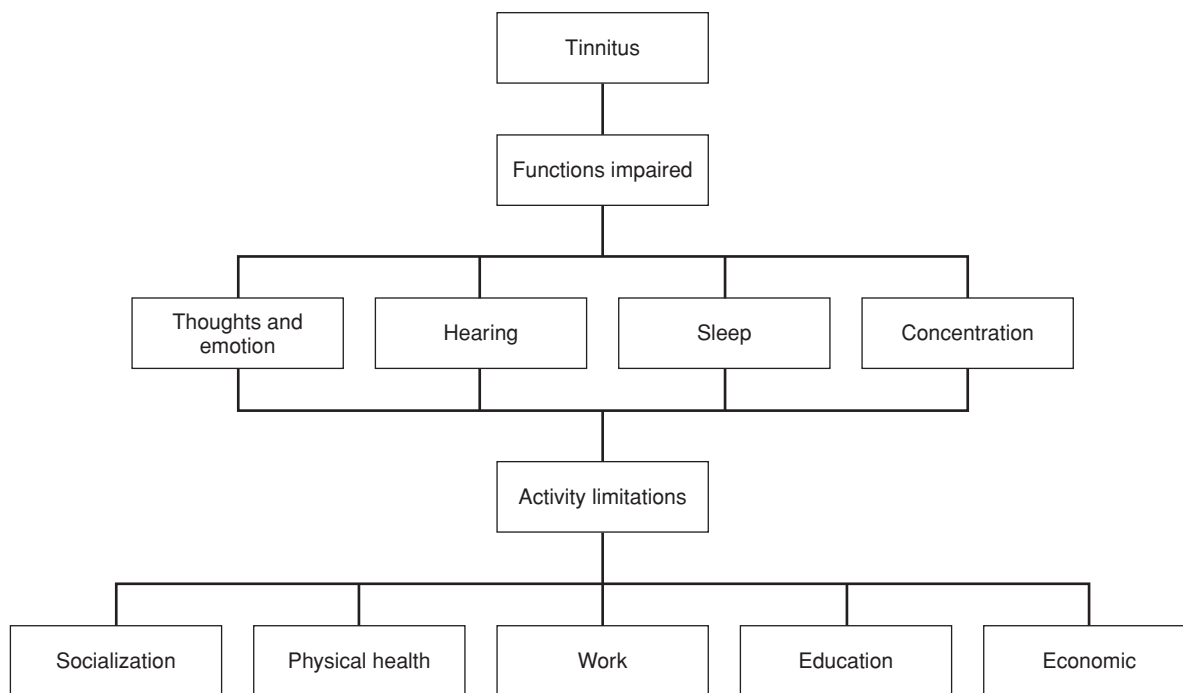 Tinnitus
Functions impaired
Thoughts and
emotion
Hearing
Sleep
Concentration
Activity limitations
Socialization
Physical health
Work
Education
Economic